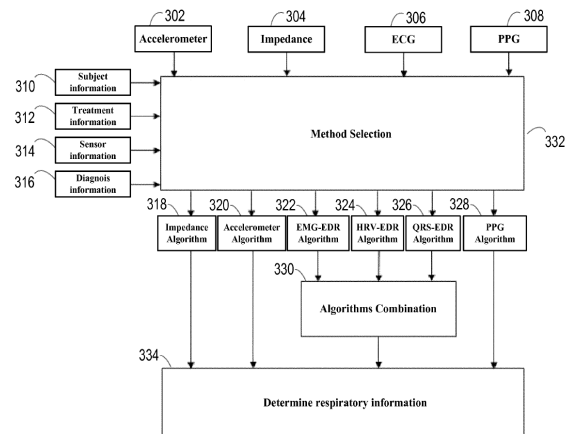 302
304
306
308
Accelerometer
Impedance
ECG
PPG
310
Subject
information
312
Treatment
information
314
Sensor
information
316
Diagnois
information
Method Selection
332
318
320
322
324
326
328
Impedance
Algorithm
Accelerometer
Algorithm
EMG-EDR
Algorithm
HRV-EDR
Algorithm
QRS-EDR
Algorithm
PPG
Algorithm
330
Algorithms Combination
334
Determine respiratory information